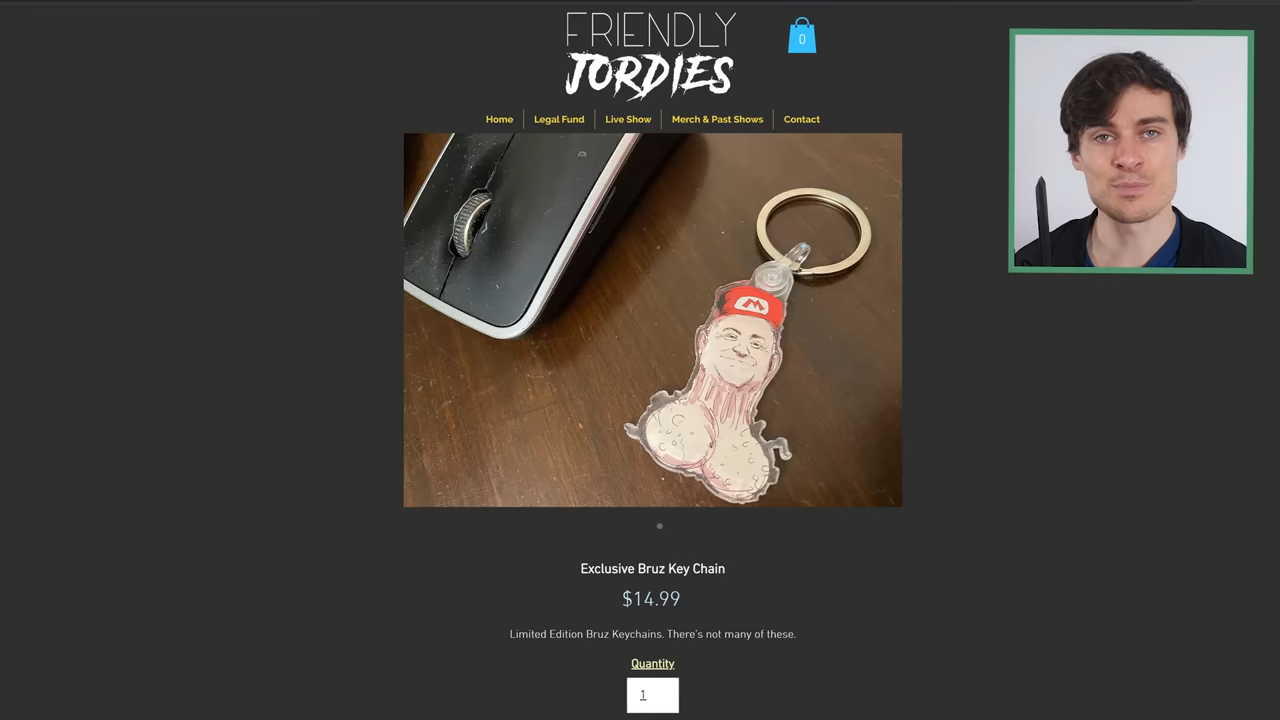 FRIENDLY
JORDIES
0
Home
Legal Fund
Live Show
Merch & Past Shows
Contact
M
Exclusive Bruz Key Chain
$14.99
Limited Edition Bruz Keychains. There's not many of these.
Quantity
1